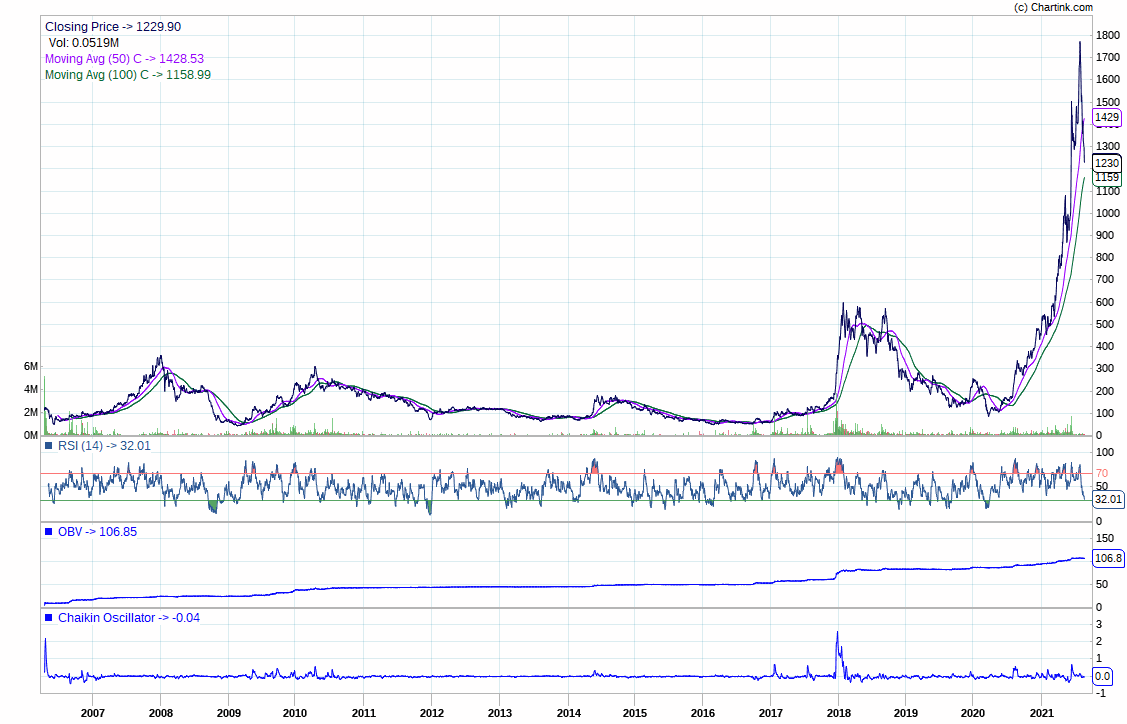 (c) Chartink.com
Closing Price -> 1229.90
Vol: 0.0519M
Moving Avg (50) C -> 1428.53
Moving Avg (100) C -> 1158.99
1800
1700
1600
1500
1429
1300
1230
1159
1100
1000
900
800
700
600
500
400
300
200
100
0
6M
4M
2M
0M
RSI (14) -> 32.01
100
70
50
32.01
0
OBV -> 106.85
150
106.8
50
0
Chaikin Oscillator -> -0.04
3
2
1
0.0
-1
2007 2008 2009 2010 2011 2012 2013 2014 2015 2016 2017 2018 2019 2020 2021